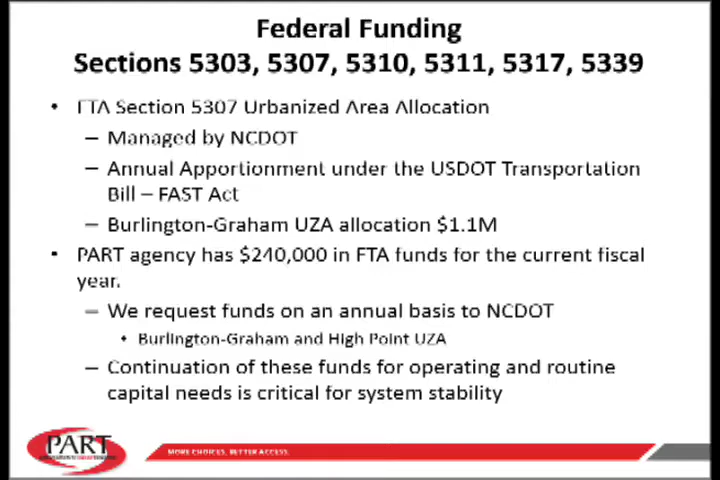 Federal Funding
Sections 5303, 5307, 5310, 5311, 5317, 5339
• FTA Section 5307 Urbanized Area Allocation
– Managed by NCDOT
– Annual Apportionment under the USDOT Transportation
Bill – FAST Act
– Burlington-Graham UZA allocation $1.1M
• PART agency has $240,000 in FTA funds for the current fiscal
year.
– We request funds on an annual basis to NCDOT
• Burlington-Graham and High Point UZA
– Continuation of these funds for operating and routine
capital needs is critical for system stability
PART
MORE CHOICES. BETTER ACCESS.